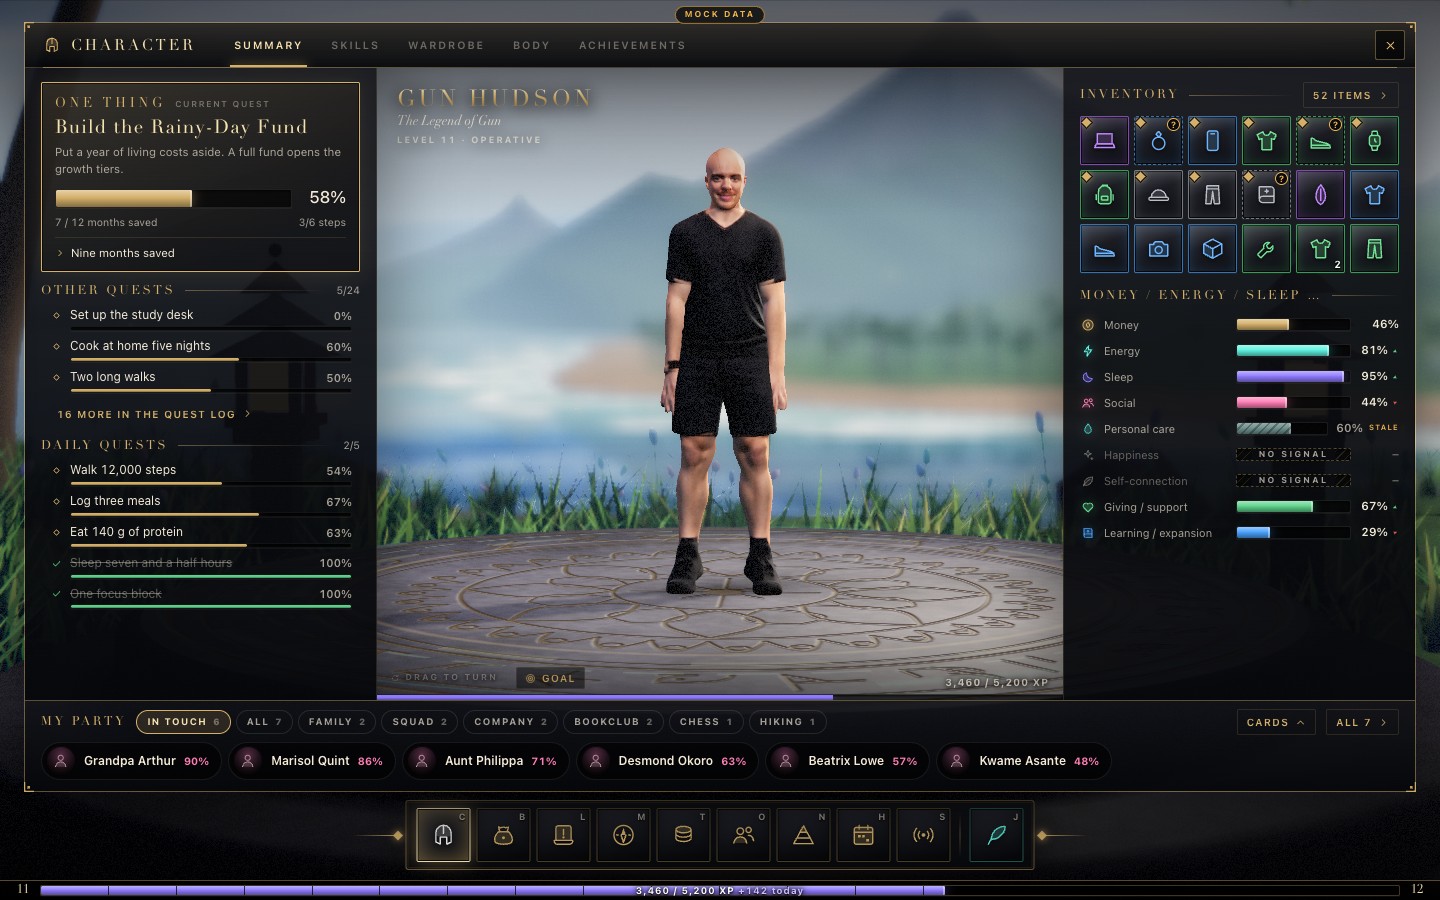 MOCK DATA
CHARACTER
SUMMARY
SKILLS
WARDROBE
BODY
ACHIEVEMENTS
ONE THING CURRENT QUEST
Build the Rainy-Day Fund
Put a year of living costs aside. A full fund opens the
growth tiers.
58%
7 / 12 months saved 3/6 steps
Nine months saved
OTHER QUESTS 5/24
Set up the study desk 0%
Cook at home five nights 60%
Two long walks 50%
16 MORE IN THE QUEST LOG
DAILY QUESTS 2/5
Walk 12,000 steps 54%
Log three meals 67%
Eat 140 g of protein 63%
Sleep seven and a half hours 100%
One focus block 100%
GUN HUDSON
The Legend of Gun
LEVEL 11 · OPERATIVE
DRAG TO TURN
GOAL
3,460 / 5,200 XP
INVENTORY
52 ITEMS
?
?
?
2
MONEY / ENERGY / SLEEP ...
Money 46%
Energy 81%
Sleep 95%
Social 44%
Personal care 60% STALE
Happiness NO SIGNAL –
Self-connection NO SIGNAL –
Giving / support 67%
Learning / expansion 29%
MY PARTY
IN TOUCH 6
ALL 7
FAMILY 2
SQUAD 2
COMPANY 2
BOOKCLUB 2
CHESS 1
HIKING 1
CARDS
ALL 7
Grandpa Arthur 90%
Marisol Quint 86%
Aunt Philippa 71%
Desmond Okoro 63%
Beatrix Lowe 57%
Kwame Asante 48%
C
B
L
M
T
O
N
H
S
J
11
3,460 / 5,200 XP +142 today
12